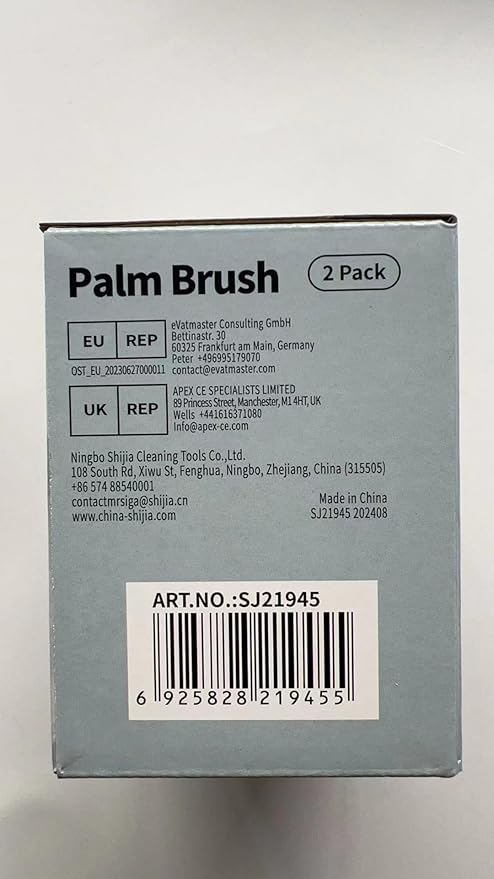 Palm Brush
2 Pack
EU REP
eVatmaster Consulting GmbH
Bettinastr. 30
60325 Frankfurt am Main, Germany
Peter +496995179070
OST_EU_20230627000011 contact@evatmaster.com
UK REP
APEX CE SPECIALISTS LIMITED
89 Princess Street, Manchester, M1 4HT, UK
Wells +441616371080
Info@apex-ce.com
Ningbo Shijia Cleaning Tools Co.,Ltd.
108 South Rd, Xiwu St, Fenghua, Ningbo, Zhejiang, China (315505)
+86 574 88540001
contactmrsiga@shijia.cn
www.china-shijia.com
Made in China
SJ21945 202408
ART.NO.:SJ21945
6 925828 219455